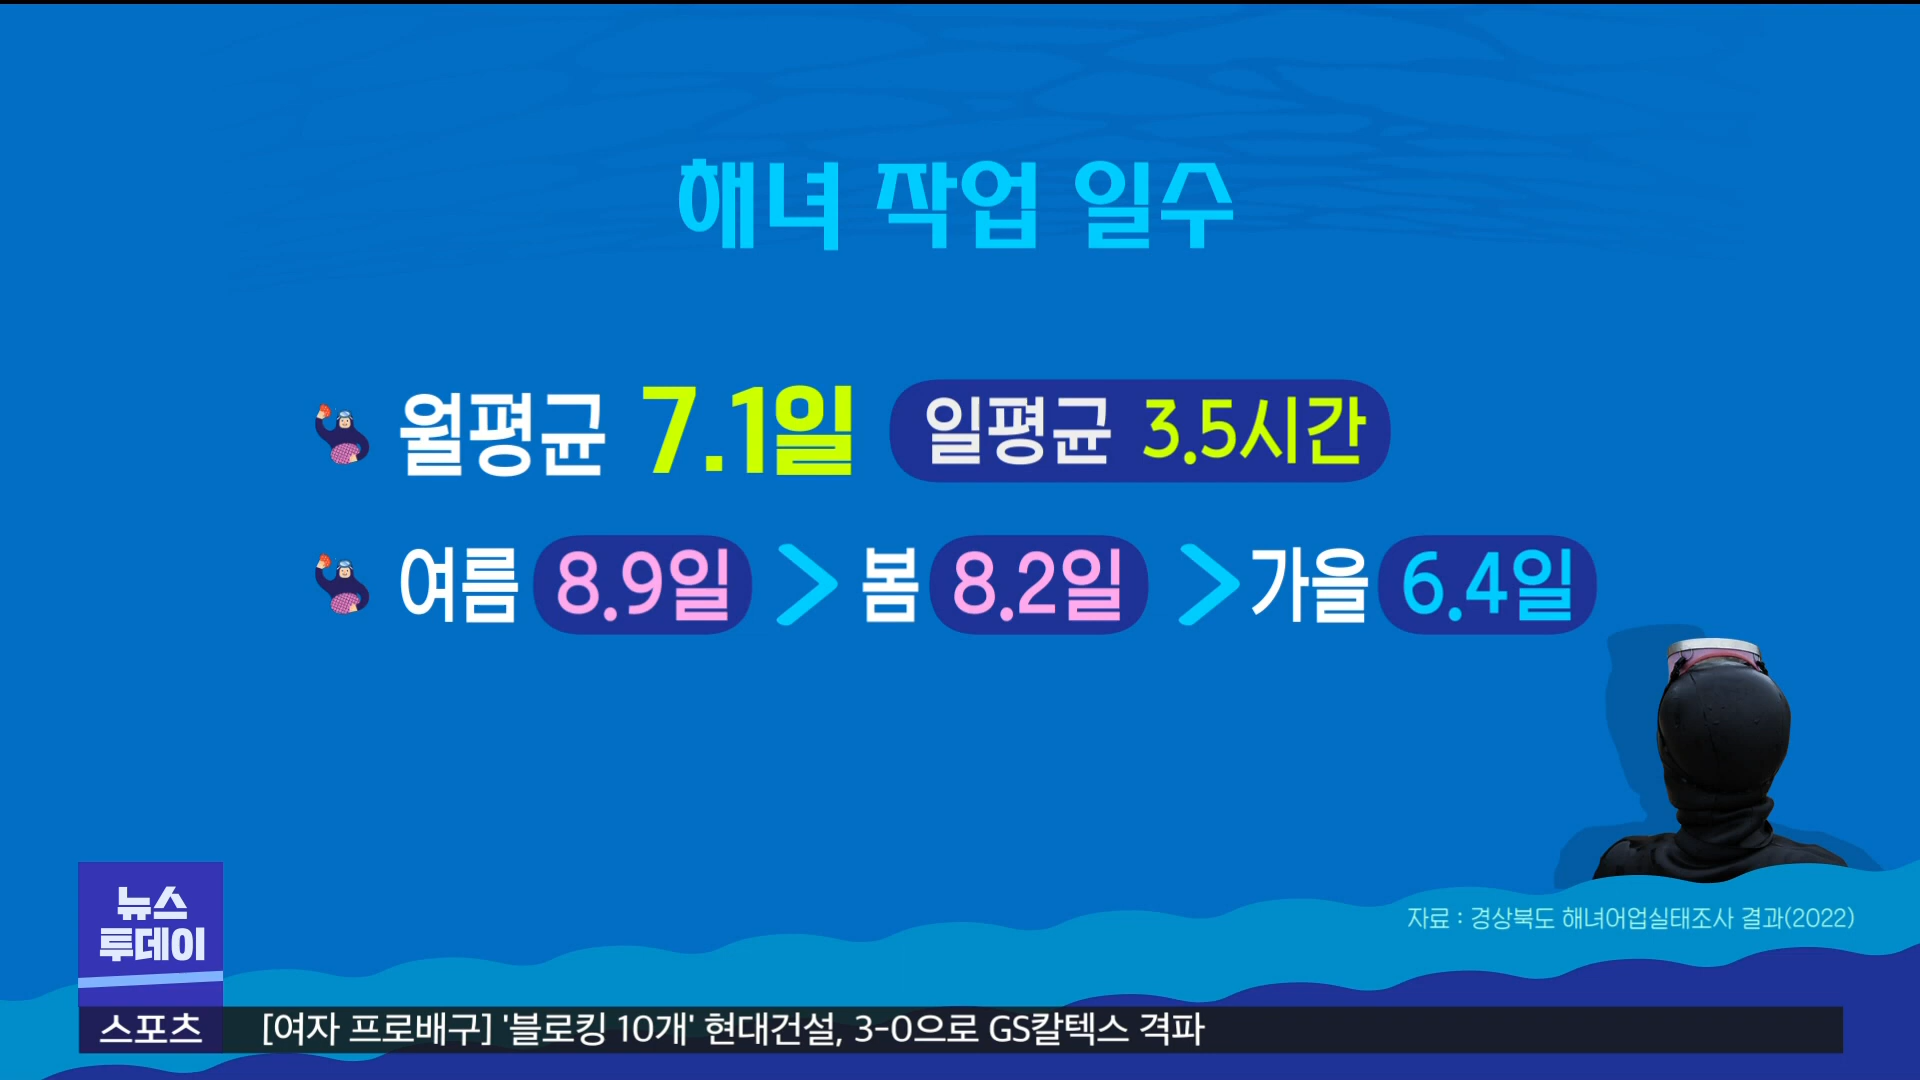 해녀 작업 일수
월평균 7.1일 일평균 3.5시간
여름 8.9일 > 봄 8.2일 > 가을 6.4일
자료 : 경상북도 해녀어업실태조사 결과(2022)
뉴스
투데이
스포츠 [여자 프로배구] '블로킹 10개' 현대건설, 3-0으로 GS칼텍스 격파